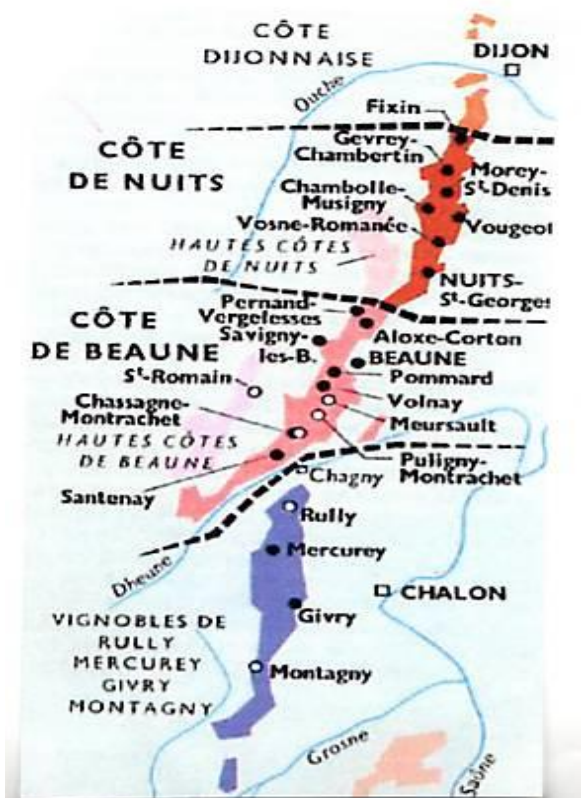 CÔTE
DIJONNAISE
DIJON
Ouche
Fixin
Gevrey-
Chambertin
CÔTE
DE NUITS
Morey-
St-Denis
Chambolle-
Musigny
Vosne-Romanée
Vougeot
HAUTES CÔTES
DE NUITS
NUITS-
St-Georges
Pernand-
Vergelesses
CÔTE
DE BEAUNE
Savigny-
les-B.
Aloxe-Corton
BEAUNE
St-Romain
Pommard
Volnay
Chassagne-
Montrachet
Meursault
HAUTES CÔTES
DE BEAUNE
Puligny-
Montrachet
Chagny
Santenay
Rully
Dheune
Mercurey
CHALON
Givry
VIGNOBLES DE
RULLY
MERCUREY
GIVRY
MONTAGNY
Montagny
Grosne
Saône